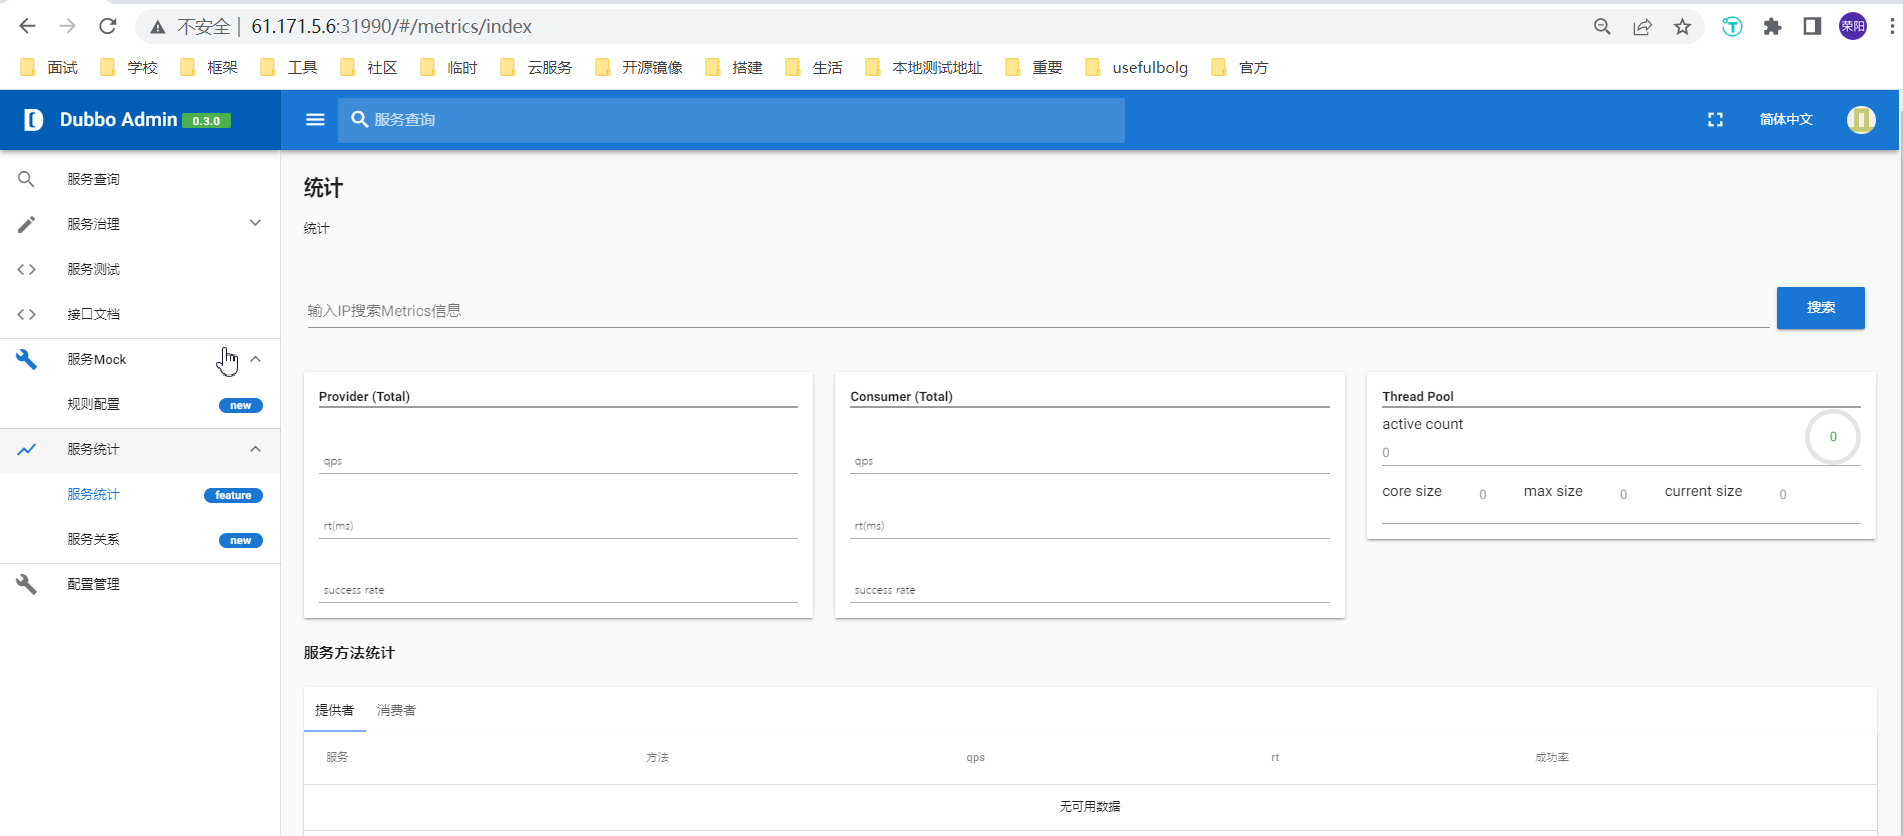 不安全 | 61.171.5.6:31990/#/metrics/index 荣阳
面试 学校 框架 工具 社区 临时 云服务 开源镜像 搭建 生活 本地测试地址 重要 usefulbolg 官方
Dubbo Admin 0.3.0 服务查询 简体中文
服务查询
服务治理
服务测试
接口文档
服务Mock
规则配置 new
服务统计
服务统计 feature
服务关系 new
配置管理
统计
统计
输入IP搜索Metrics信息 搜索
Provider (Total)
qps
rt(ms)
success rate
Consumer (Total)
qps
rt(ms)
success rate
Thread Pool
active count
0 0
core size 0 max size 0 current size 0
服务方法统计
提供者 消费者
服务 方法 qps rt 成功率
无可用数据